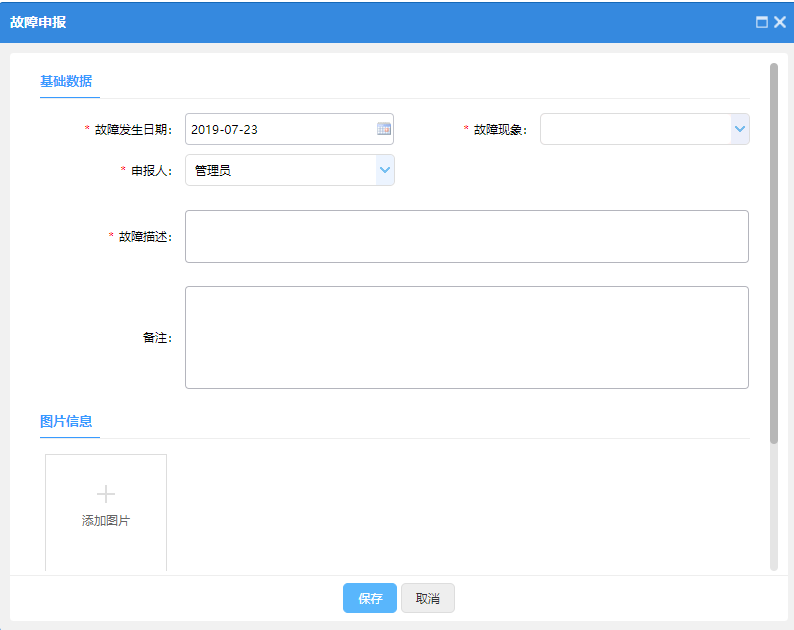 故障申报
基础数据
* 故障发生日期: 2019-07-23 * 故障现象:
* 申报人: 管理员
* 故障描述:
备注:
图片信息
添加图片
保存 取消